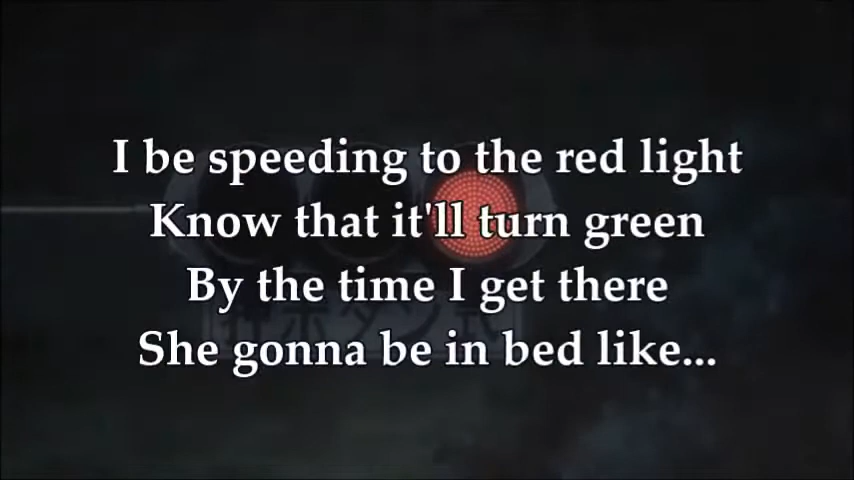 I be speeding to the red light
Know that it'll turn green
By the time I get there
She gonna be in bed like...